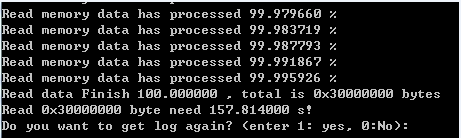 Read memory data has processed 99.979660 %
Read memory data has processed 99.983719 %
Read memory data has processed 99.987793 %
Read memory data has processed 99.991867 %
Read memory data has processed 99.995926 %
Read data Finish 100.000000 , total is 0x30000000 bytes
Read 0x30000000 byte need 157.814000 s!
Do you want to get log again? (enter 1: yes, 0:No):